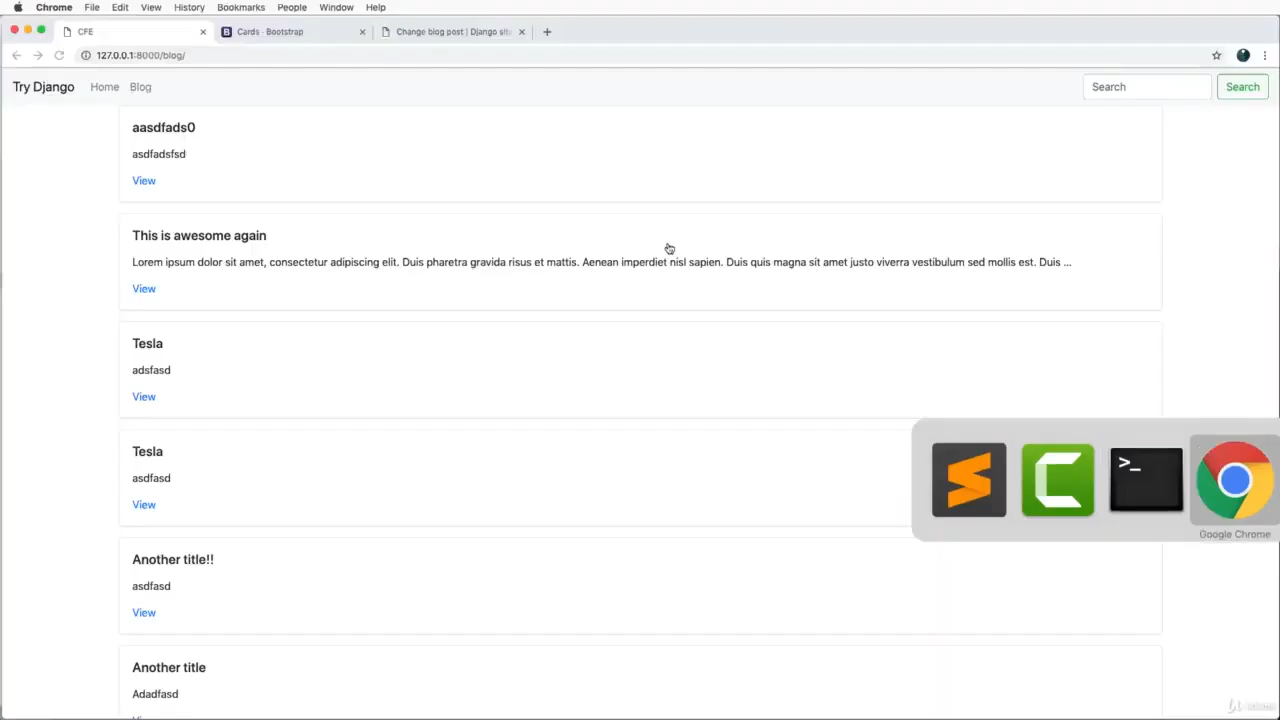 Chrome File Edit View History Bookmarks People Window Help
CFE
Cards · Bootstrap
Change blog post | Django sit
127.0.0.1:8000/blog/
Try Django Home Blog Search Search
aasdfads0
asdfadsfsd
View
This is awesome again
Lorem ipsum dolor sit amet, consectetur adipiscing elit. Duis pharetra gravida risus et mattis. Aenean imperdiet nisl sapien. Duis quis magna sit amet justo viverra vestibulum sed mollis est. Duis ...
View
Tesla
adsfasd
View
Tesla
asdfasd
View
>_
Google Chrome
Another title!!
asdfasd
View
Another title
Adadfasd
View